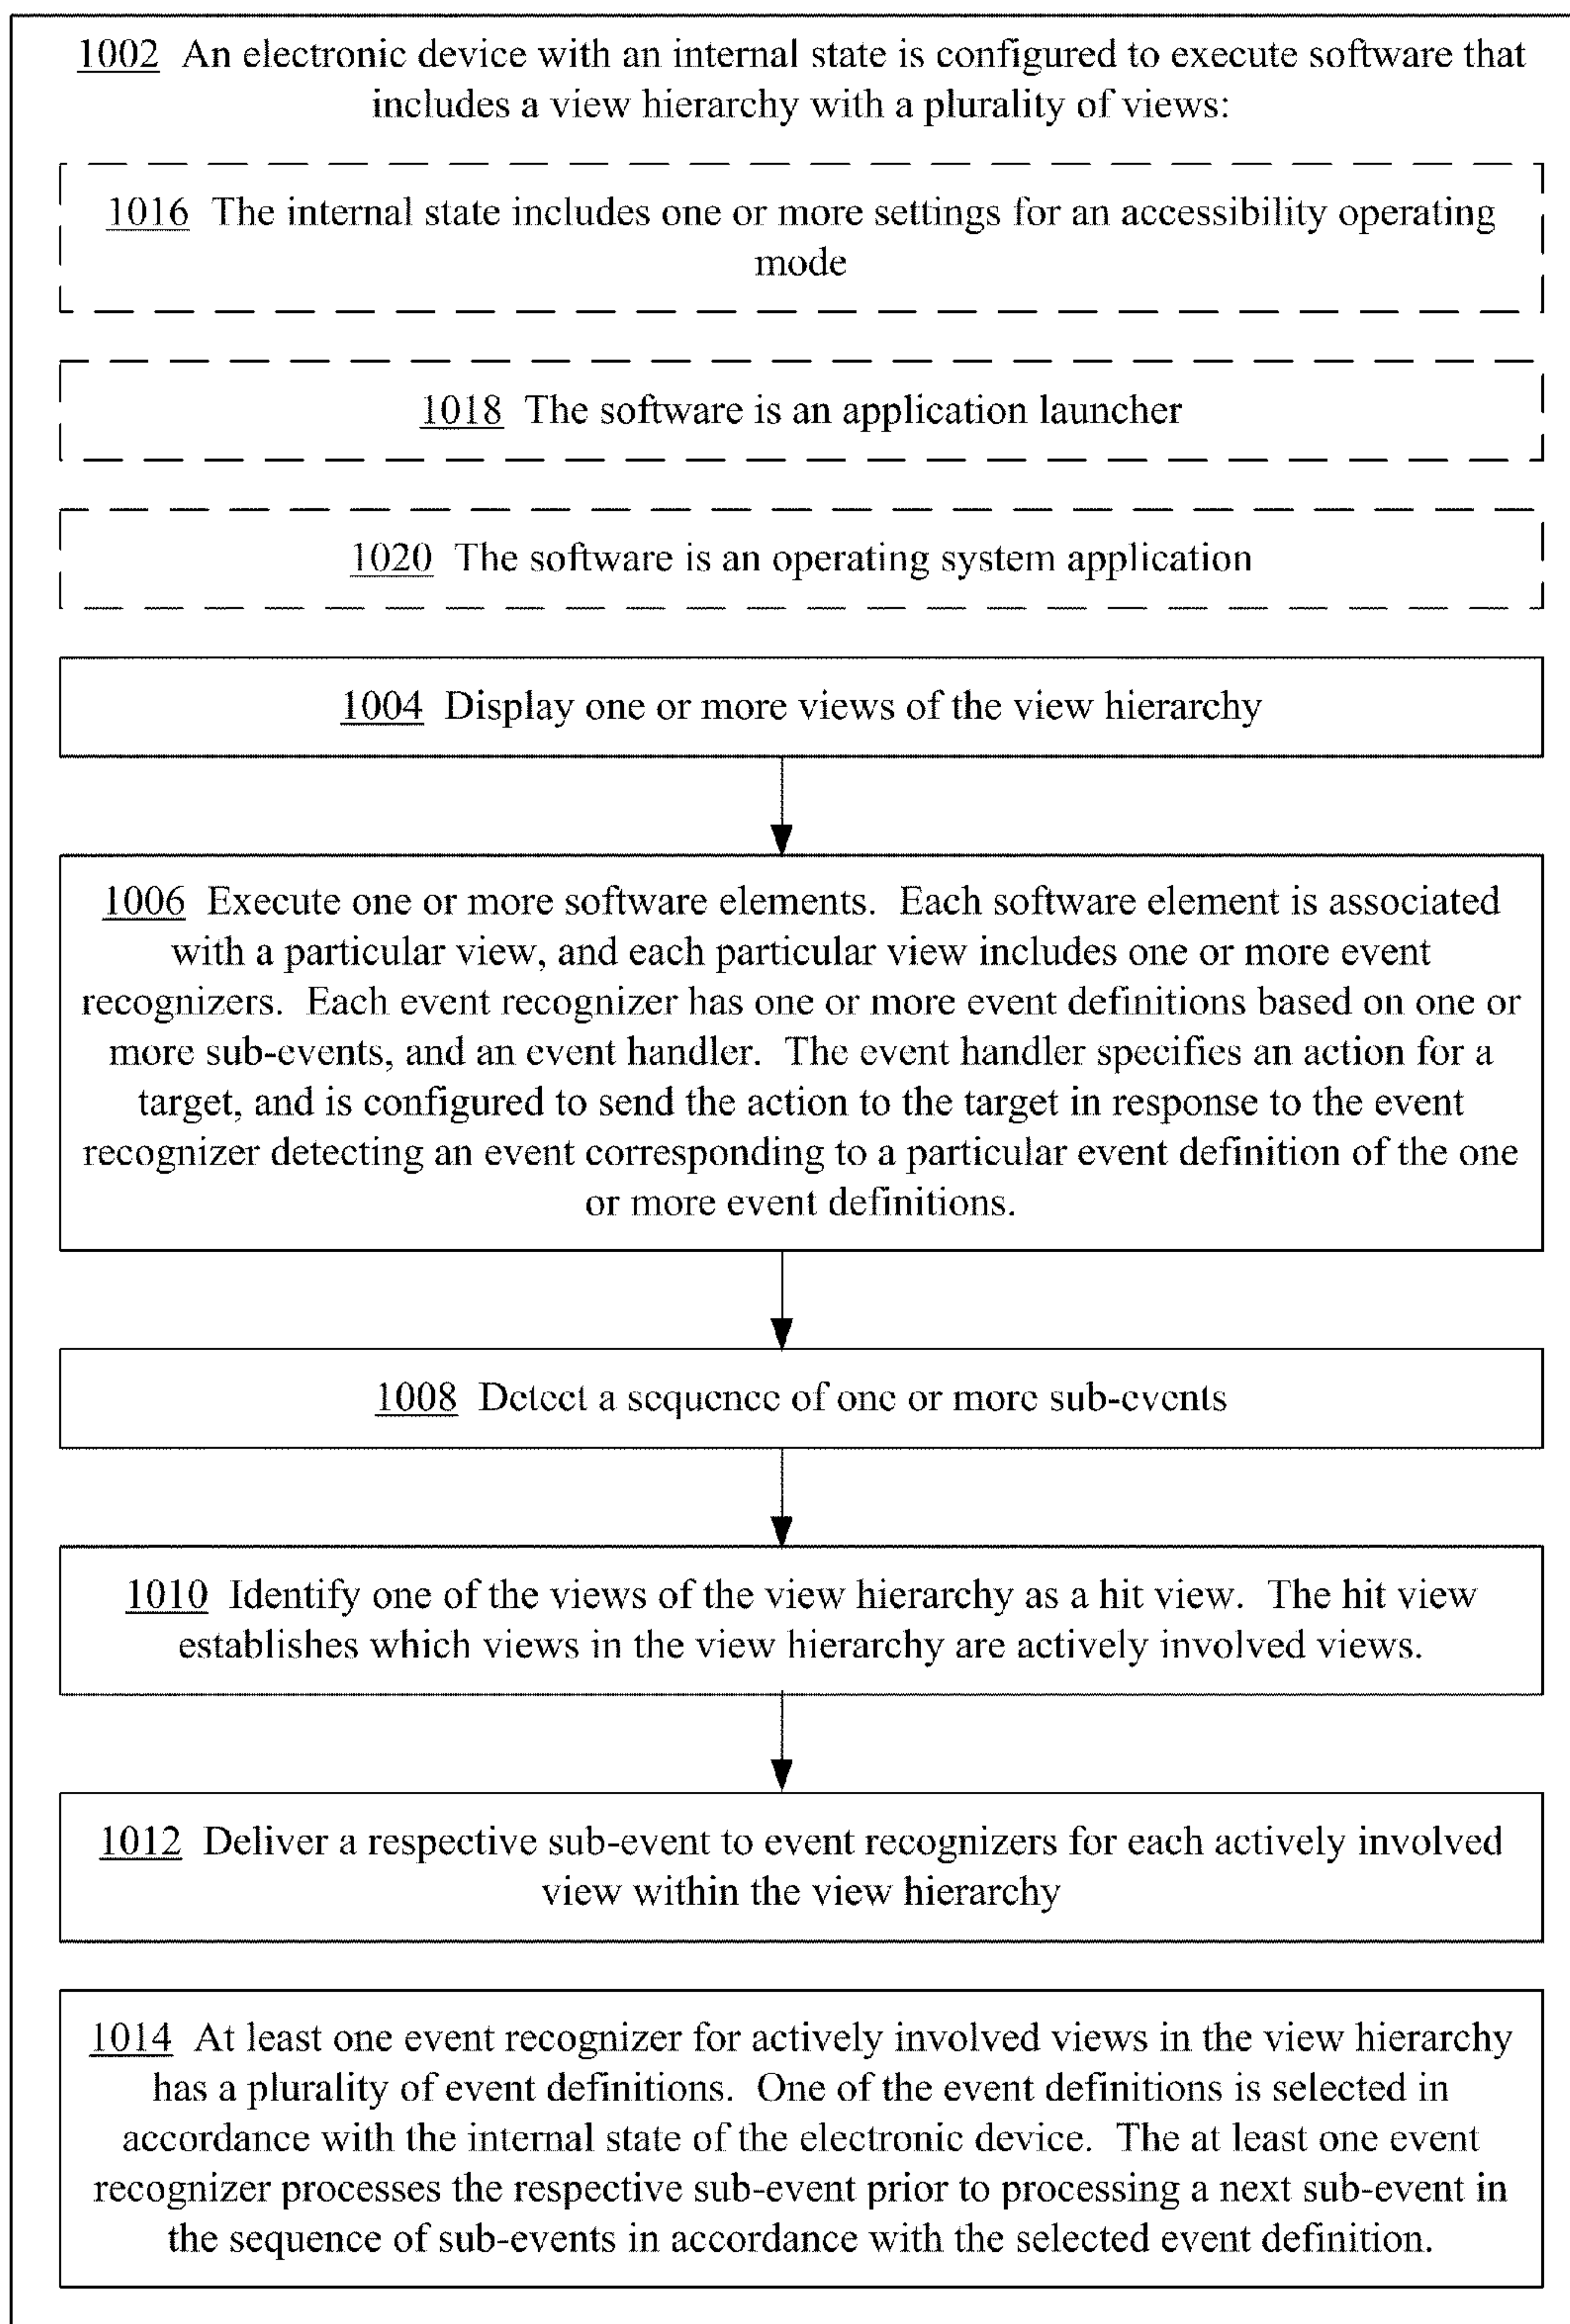 1002 An electronic device with an internal state is configured to execute software that
includes a view hierarchy with a plurality of views:
1016 The internal state includes one or more settings for an accessibility operating
mode
1018 The software is an application launcher
1020 The software is an operating system application
1004 Display one or more views of the view hierarchy
1006 Execute one or more software elements. Each software element is associated
with a particular view, and each particular view includes one or more event
recognizers. Each event recognizer has one or more event definitions based on one or
more sub-events, and an event handler. The event handler specifies an action for a
target, and is configured to send the action to the target in response to the event
recognizer detecting an event corresponding to a particular event definition of the one
or more event definitions.
1008 Detect a sequence of one or more sub-events
1010 Identify one of the views of the view hierarchy as a hit view. The hit view
establishes which views in the view hierarchy are actively involved views.
1012 Deliver a respective sub-event to event recognizers for each actively involved
view within the view hierarchy
1014 At least one event recognizer for actively involved views in the view hierarchy
has a plurality of event definitions. One of the event definitions is selected in
accordance with the internal state of the electronic device. The at least one event
recognizer processes the respective sub-event prior to processing a next sub-event in
the sequence of sub-events in accordance with the selected event definition.